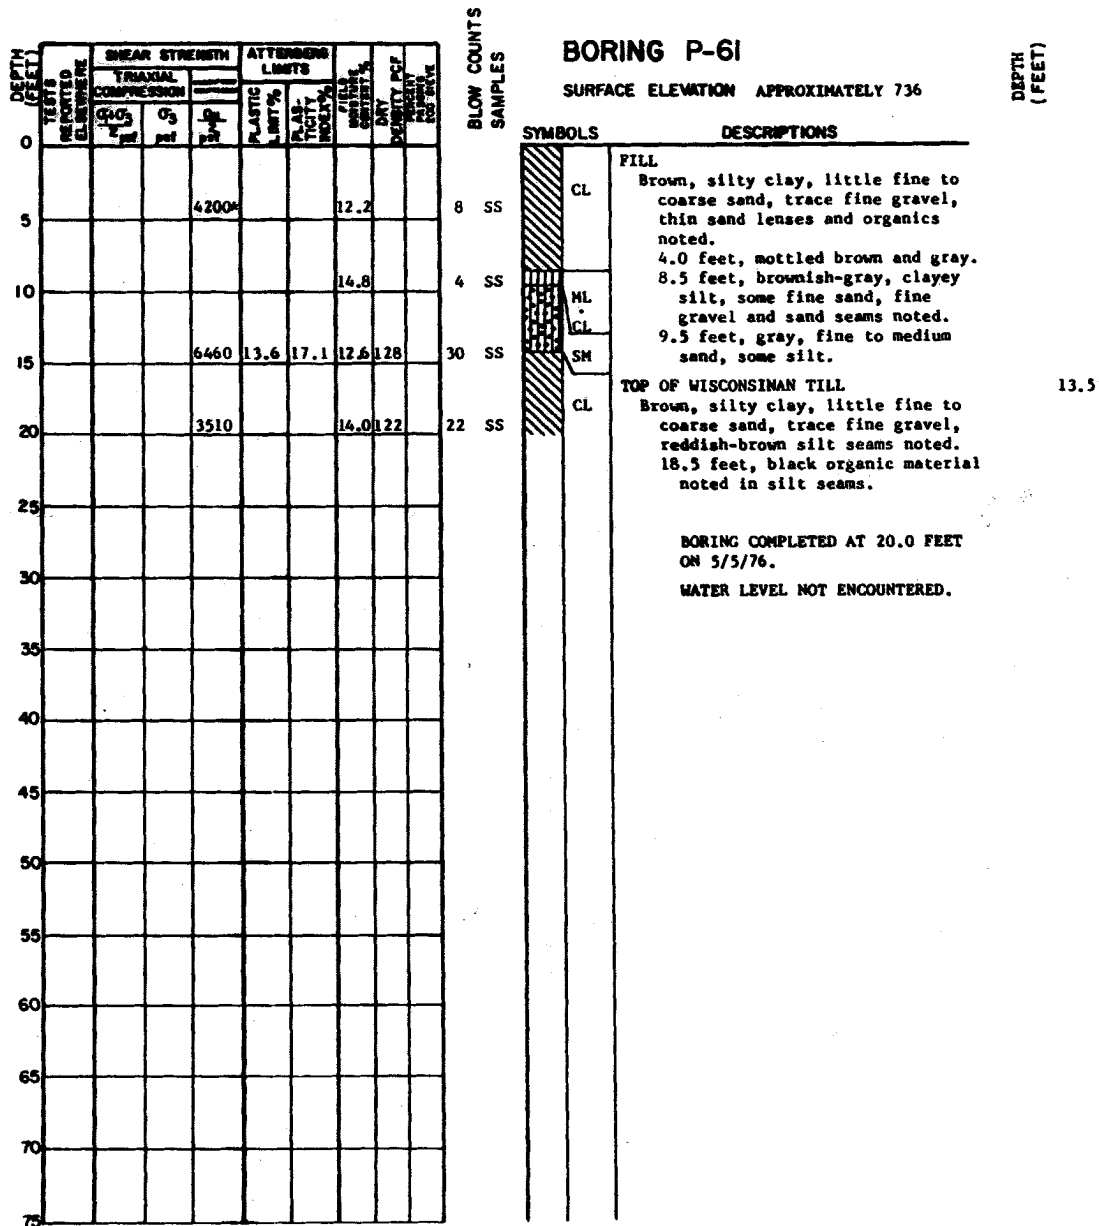 BORING P-61
SURFACE ELEVATION APPROXIMATELY 736
DEPTH (FEET)
TESTS REPORTED ELSEWHERE
SHEAR STRENGTH
TRIAXIAL COMPRESSION
σ3
psf
psf
psf
ATTERBERG LIMITS
PLASTIC LIMIT%
PLAS-TICITY INDEX%
FIELD MOISTURE CONTENT %
DRY DENSITY PCF
BLOW COUNTS
SAMPLES
DEPTH (FEET)
SYMBOLS DESCRIPTIONS
0
4200* 12.2 8 SS
5
14.8 4 SS
10
6460 13.6 17.1 12.6 128 30 SS
15
3510 14.0 122 22 SS
20
25
30
35
40
45
50
55
60
65
70
75
CL
ML
CL
SM
CL
FILL
Brown, silty clay, little fine to
coarse sand, trace fine gravel,
thin sand lenses and organics
noted.
4.0 feet, mottled brown and gray.
8.5 feet, brownish-gray, clayey
silt, some fine sand, fine
gravel and sand seams noted.
9.5 feet, gray, fine to medium
sand, some silt.
TOP OF WISCONSINAN TILL 13.5
Brown, silty clay, little fine to
coarse sand, trace fine gravel,
reddish-brown silt seams noted.
18.5 feet, black organic material
noted in silt seams.
BORING COMPLETED AT 20.0 FEET
ON 5/5/76.
WATER LEVEL NOT ENCOUNTERED.